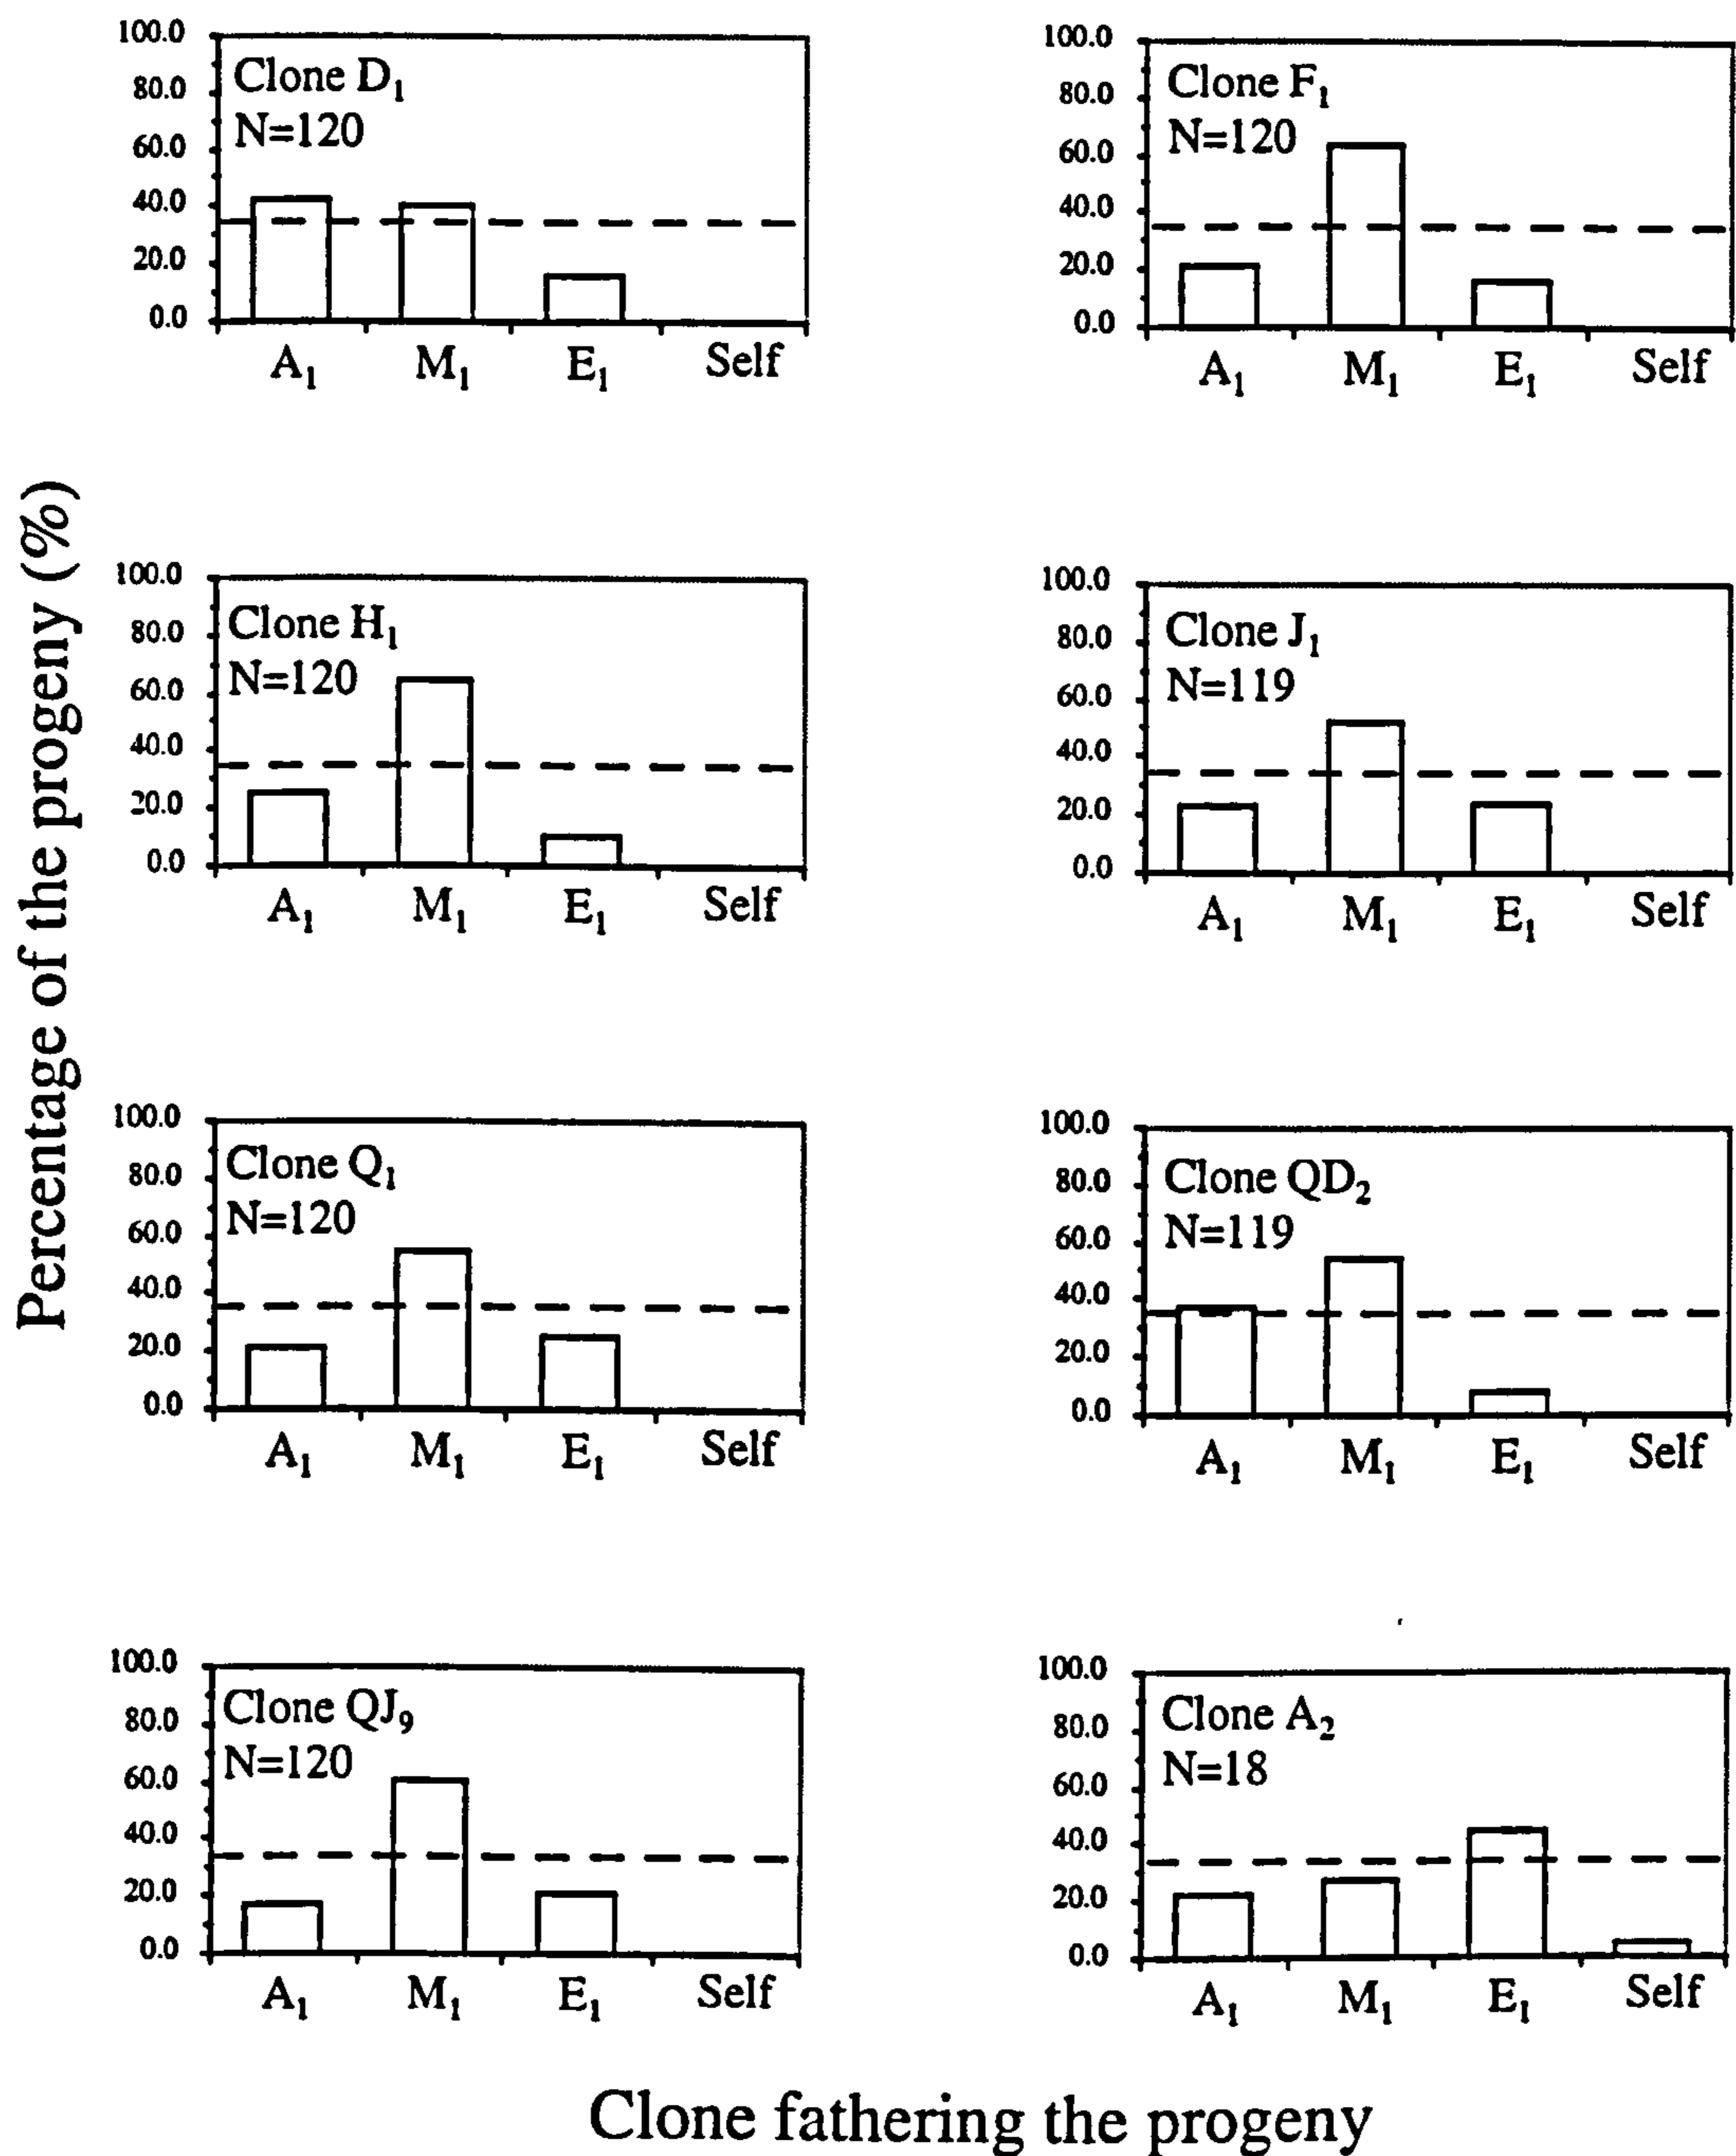 Percentage of the progeny (%)
100.0
80.0
60.0
40.0
20.0
0.0
Clone D₁
N=120
A₁ M₁ E₁ Self
100.0
80.0
60.0
40.0
20.0
0.0
Clone F₁
N=120
A₁ M₁ E₁ Self
100.0
80.0
60.0
40.0
20.0
0.0
Clone H₁
N=120
A₁ M₁ E₁ Self
100.0
80.0
60.0
40.0
20.0
0.0
Clone J₁
N=119
A₁ M₁ E₁ Self
100.0
80.0
60.0
40.0
20.0
0.0
Clone Q₁
N=120
A₁ M₁ E₁ Self
100.0
80.0
60.0
40.0
20.0
0.0
Clone QD₂
N=119
A₁ M₁ E₁ Self
100.0
80.0
60.0
40.0
20.0
0.0
Clone QJ₉
N=120
A₁ M₁ E₁ Self
100.0
80.0
60.0
40.0
20.0
0.0
Clone A₂
N=18
A₁ M₁ E₁ Self
Clone fathering the progeny